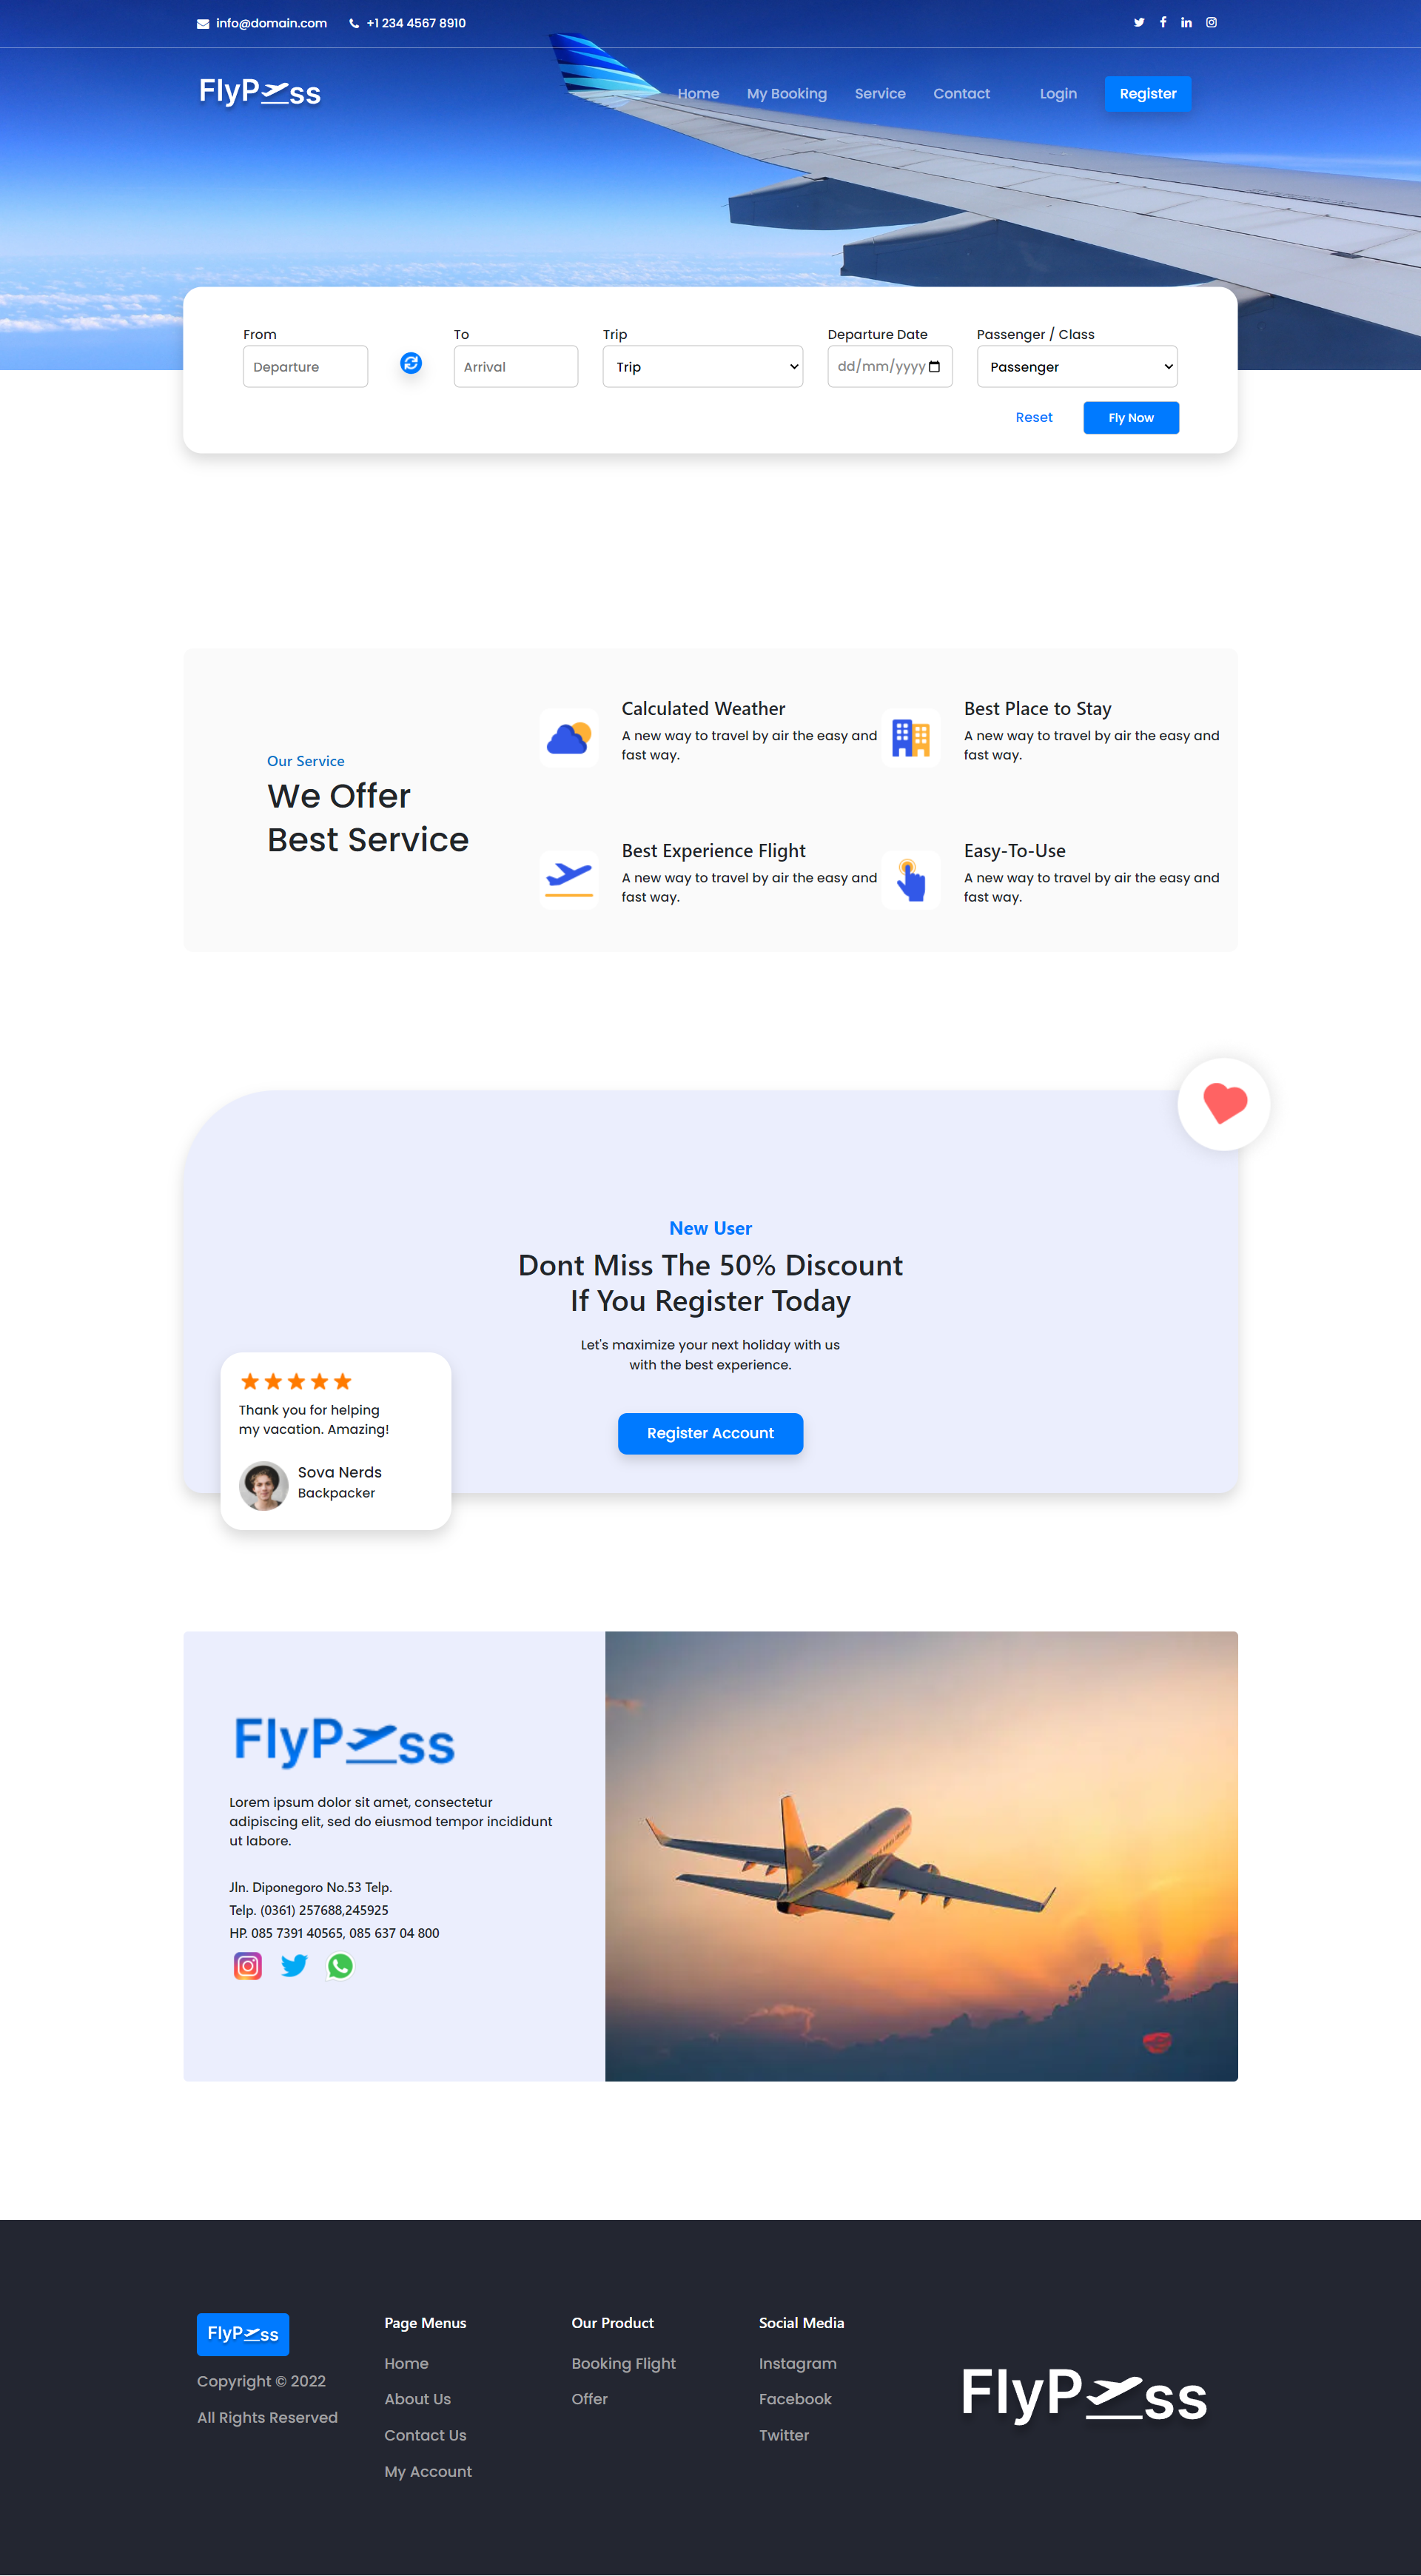 info@domain.com +1 234 4567 8910
FlyPass
Home My Booking Service Contact Login Register
From To Trip Departure Date Passenger / Class
Departure Arrival Trip dd/mm/yyyy Passenger
Reset Fly Now
Our Service
We Offer
Best Service
Calculated Weather
A new way to travel by air the easy and
fast way.
Best Place to Stay
A new way to travel by air the easy and
fast way.
Best Experience Flight
A new way to travel by air the easy and
fast way.
Easy-To-Use
A new way to travel by air the easy and
fast way.
New User
Dont Miss The 50% Discount
If You Register Today
Let's maximize your next holiday with us
with the best experience.
Register Account
Thank you for helping
my vacation. Amazing!
Sova Nerds
Backpacker
FlyPass
Lorem ipsum dolor sit amet, consectetur
adipiscing elit, sed do eiusmod tempor incididunt
ut labore.
Jln. Diponegoro No.53 Telp.
Telp. (0361) 257688,245925
HP. 085 7391 40565, 085 637 04 800
FlyPass
Copyright © 2022
All Rights Reserved
Page Menus
Home
About Us
Contact Us
My Account
Our Product
Booking Flight
Offer
Social Media
Instagram
Facebook
Twitter
FlyPass